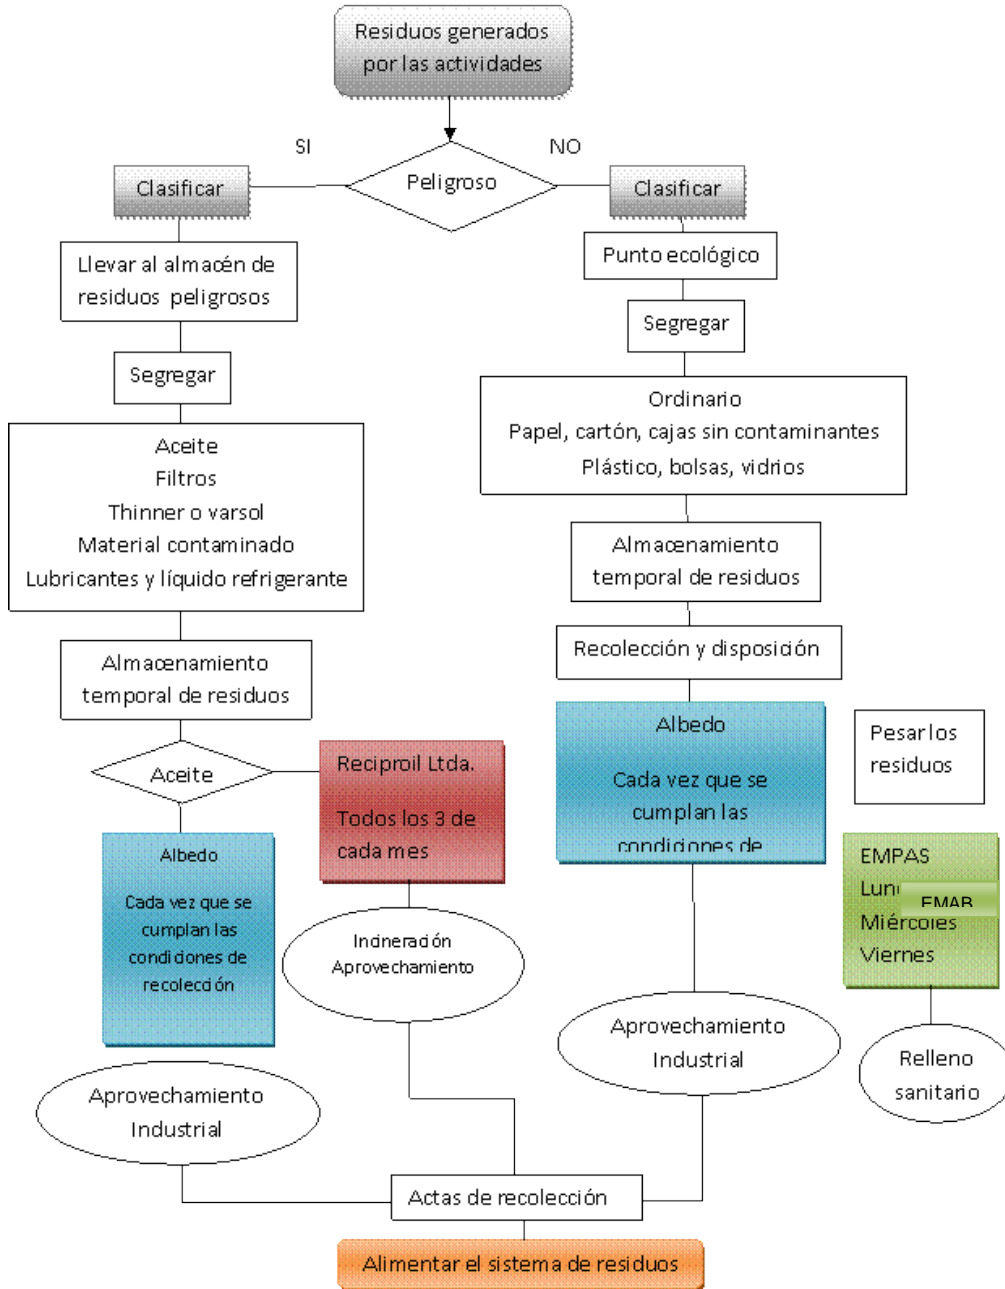 Residuos generados
por las actividades
SI
NO
Peligroso
Clasificar
Clasificar
Llevar al almacén de
residuos peligrosos
Punto ecológico
Segregar
Segregar
Aceite
Filtros
Thinner o varsol
Material contaminado
Lubricantes y líquido refrigerante
Ordinario
Papel, cartón, cajas sin contaminantes
Plástico, bolsas, vidrios
Almacenamiento
temporal de residuos
Recolección y disposición
Almacenamiento
temporal de residuos
Aceite
Reciproil Ltda.
Todos los 3 de
cada mes
Albedo
Cada vez que se
cumplan las
condiciones de
Pesar los
residuos
Albedo
Cada vez que se
cumplan las
condiciones de
recolección
EMPAS
EMAB
Miércoles
Viernes
Incineración
Aprovechamiento
Aprovechamiento
Industrial
Relleno
sanitario
Aprovechamiento
Industrial
Actas de recolección
Alimentar el sistema de residuos